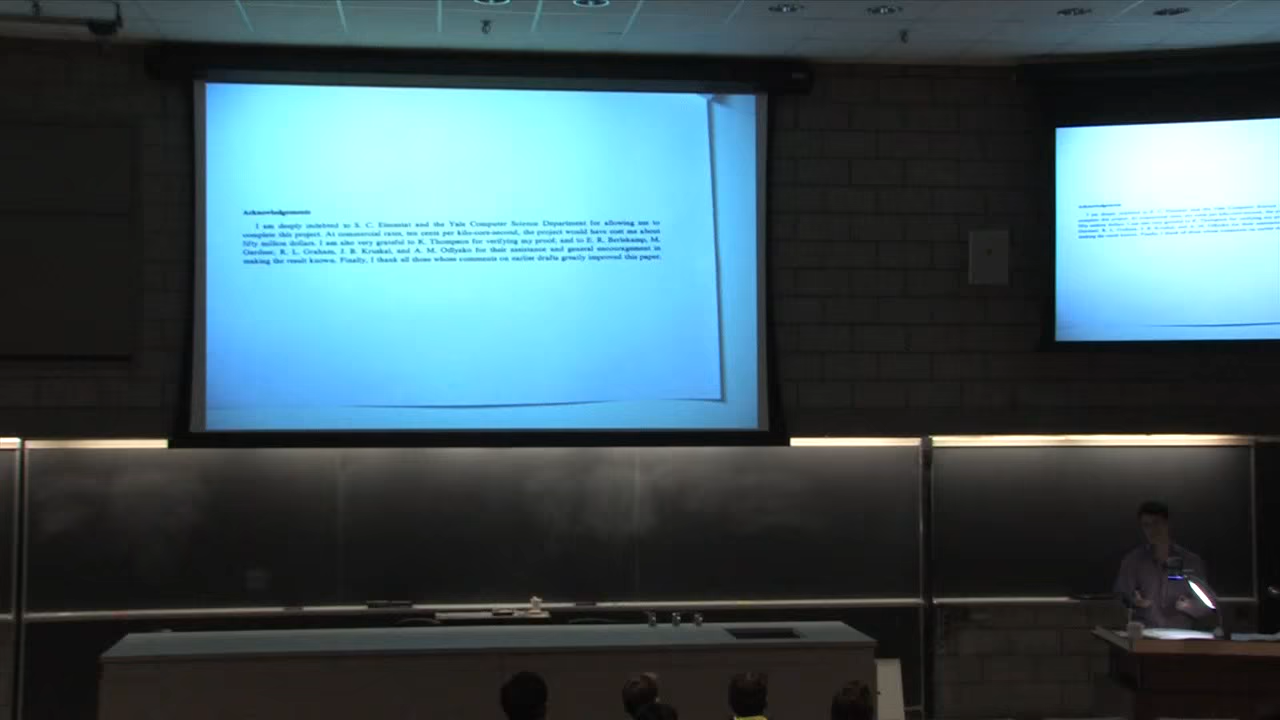 Acknowledgements
I am deeply indebted to S. C. Eisenstat and the Yale Computer Science Department for allowing me to
complete this project. At commercial rates, ten cents per kilo-core-second, the project would have cost me about
fifty million dollars. I am also very grateful to K. Thompson for verifying my proof; and to E. R. Berlekamp, M.
Gardner, R. L. Graham, J. B. Kruskal, and A. M. Odlyzko for their assistance and general encouragement in
making the result known. Finally, I thank all those whose comments on earlier drafts greatly improved this paper.